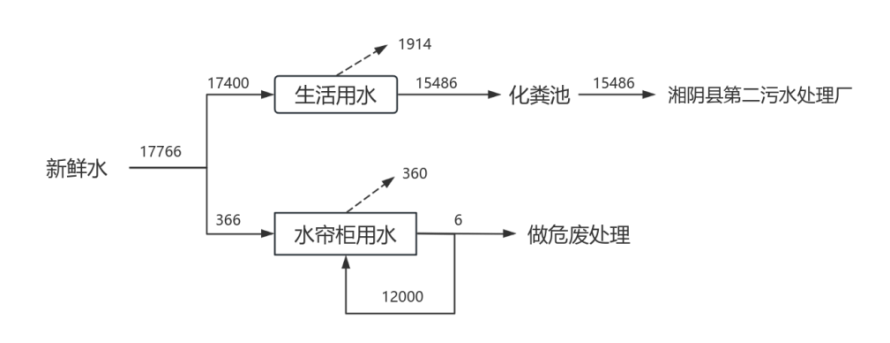 1914
17400
生活用水
15486
化粪池
15486
湘阴县第二污水处理厂
新鲜水
17766
360
366
水帘柜用水
6
做危废处理
12000